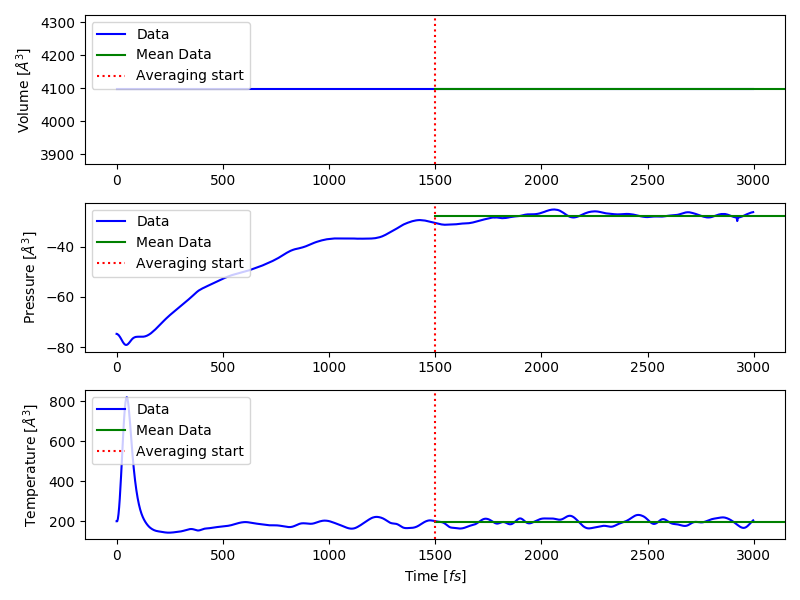 4300
4200
4100
4000
3900
Volume [Å³]
Data
Mean Data
Averaging start
0 500 1000 1500 2000 2500 3000
−40
−60
−80
Pressure [Å³]
Data
Mean Data
Averaging start
0 500 1000 1500 2000 2500 3000
800
600
400
200
Temperature [Å³]
Data
Mean Data
Averaging start
0 500 1000 1500 2000 2500 3000
Time [fs]